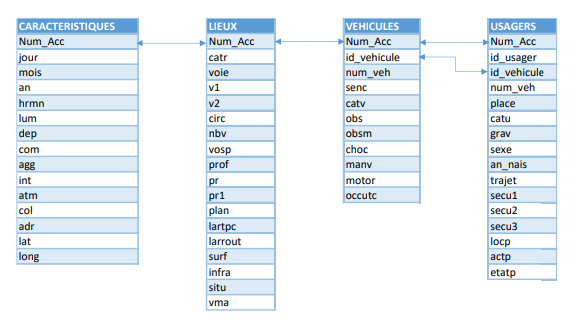 CARACTERISTIQUES
Num_Acc
jour
mois
an
hrmn
lum
dep
com
agg
int
atm
col
adr
lat
long
LIEUX
Num_Acc
catr
voie
v1
v2
circ
nbv
vosp
prof
pr
pr1
plan
lartpc
larrout
surf
infra
situ
vma
VEHICULES
Num_Acc
id_vehicule
num_veh
senc
catv
obs
obsm
choc
manv
motor
occutc
USAGERS
Num_Acc
id_usager
id_vehicule
num_veh
place
catu
grav
sexe
an_nais
trajet
secu1
secu2
secu3
locp
actp
etatp